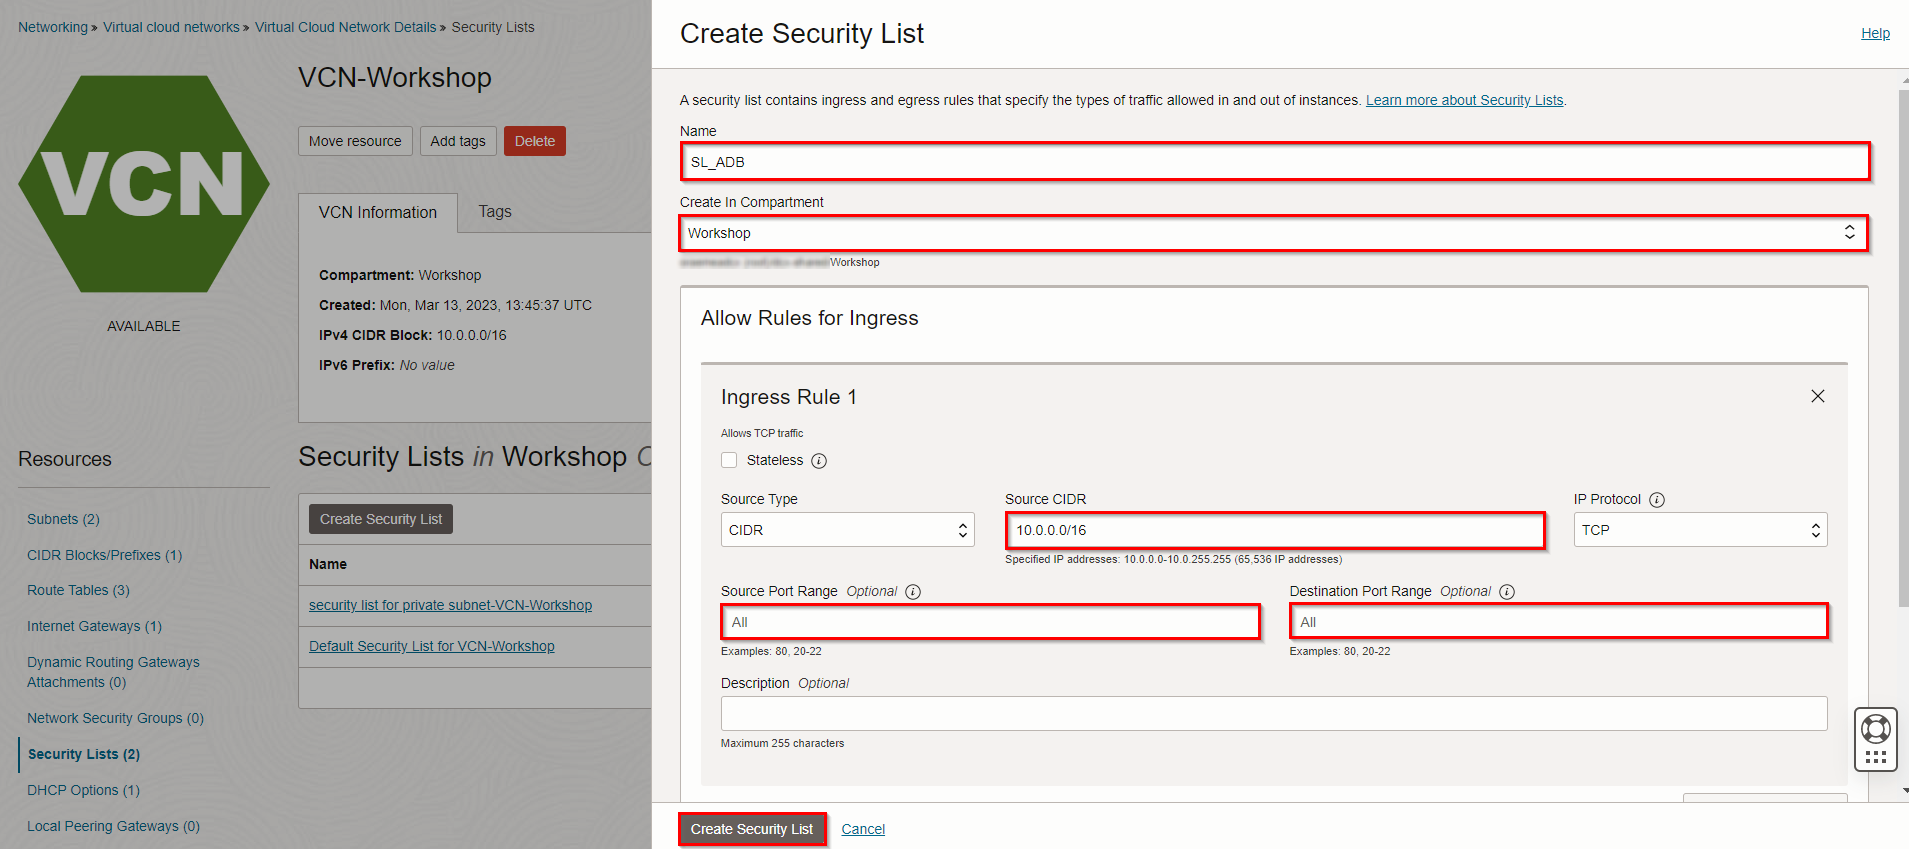 Networking » Virtual cloud networks » Virtual Cloud Network Details » Security Lists
VCN
AVAILABLE
VCN-Workshop
Move resource
Add tags
Delete
VCN Information
Tags
Compartment: Workshop
Created: Mon, Mar 13, 2023, 13:45:37 UTC
IPv4 CIDR Block: 10.0.0.0/16
IPv6 Prefix: No value
Resources
Subnets (2)
CIDR Blocks/Prefixes (1)
Route Tables (3)
Internet Gateways (1)
Dynamic Routing Gateways
Attachments (0)
Network Security Groups (0)
Security Lists (2)
DHCP Options (1)
Local Peering Gateways (0)
Security Lists in Workshop
Create Security List
Name
security list for private subnet-VCN-Workshop
Default Security List for VCN-Workshop
Create Security List
Help
A security list contains ingress and egress rules that specify the types of traffic allowed in and out of instances. Learn more about Security Lists.
Name
SL_ADB
Create In Compartment
Workshop
Workshop
Allow Rules for Ingress
Ingress Rule 1
Allows TCP traffic
Stateless
Source Type
CIDR
Source CIDR
10.0.0.0/16
Specified IP addresses: 10.0.0.0-10.0.255.255 (65,536 IP addresses)
IP Protocol
TCP
Source Port Range Optional
All
Examples: 80, 20-22
Destination Port Range Optional
All
Examples: 80, 20-22
Description Optional
Maximum 255 characters
Create Security List
Cancel